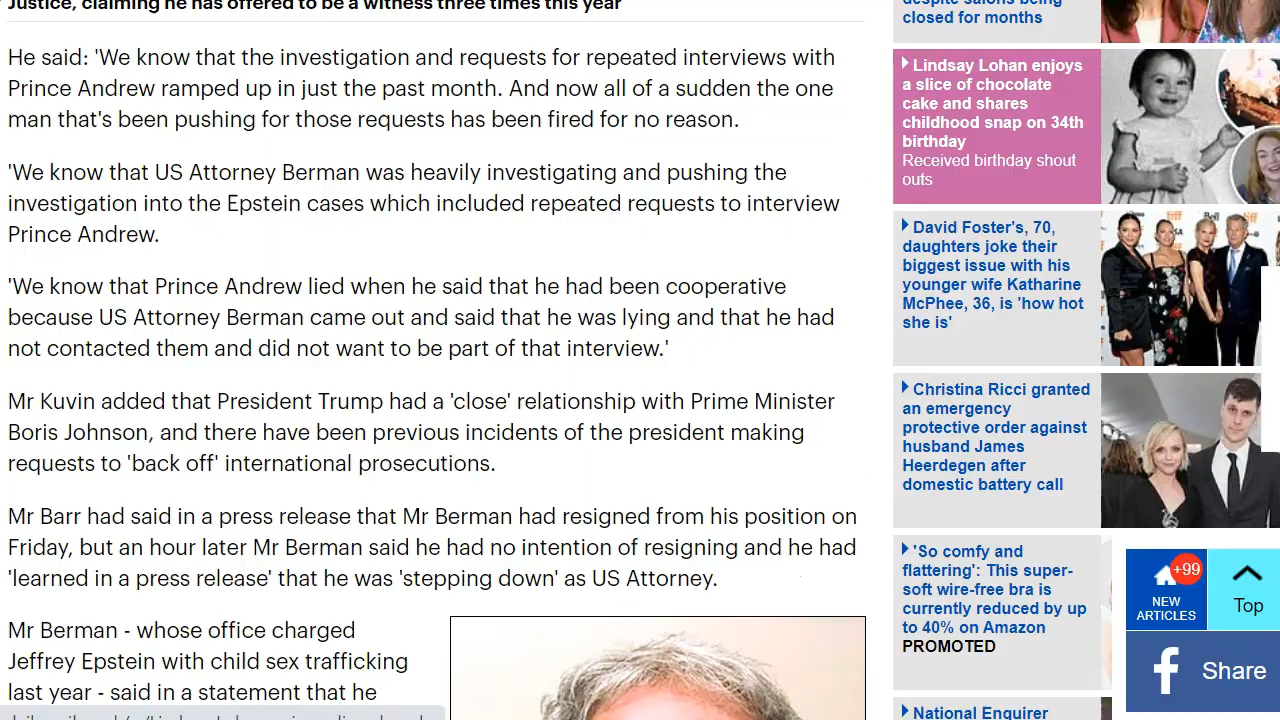 Justice, claiming he has offered to be a witness three times this year
He said: 'We know that the investigation and requests for repeated interviews with
Prince Andrew ramped up in just the past month. And now all of a sudden the one
man that's been pushing for those requests has been fired for no reason.
'We know that US Attorney Berman was heavily investigating and pushing the
investigation into the Epstein cases which included repeated requests to interview
Prince Andrew.
'We know that Prince Andrew lied when he said that he had been cooperative
because US Attorney Berman came out and said that he was lying and that he had
not contacted them and did not want to be part of that interview.'
Mr Kuvin added that President Trump had a 'close' relationship with Prime Minister
Boris Johnson, and there have been previous incidents of the president making
requests to 'back off' international prosecutions.
Mr Barr had said in a press release that Mr Berman had resigned from his position on
Friday, but an hour later Mr Berman said he had no intention of resigning and he had
'learned in a press release' that he was 'stepping down' as US Attorney.
Mr Berman - whose office charged
Jeffrey Epstein with child sex trafficking
last year - said in a statement that he
despite salons being
closed for months
Lindsay Lohan enjoys
a slice of chocolate
cake and shares
childhood snap on 34th
birthday
Received birthday shout
outs
David Foster's, 70,
daughters joke their
biggest issue with his
younger wife Katharine
McPhee, 36, is 'how hot
she is'
Christina Ricci granted
an emergency
protective order against
husband James
Heerdegen after
domestic battery call
'So comfy and
flattering': This super-
soft wire-free bra is
currently reduced by up
to 40% on Amazon
PROMOTED
National Enquirer
+99
NEW
ARTICLES
Top
Share